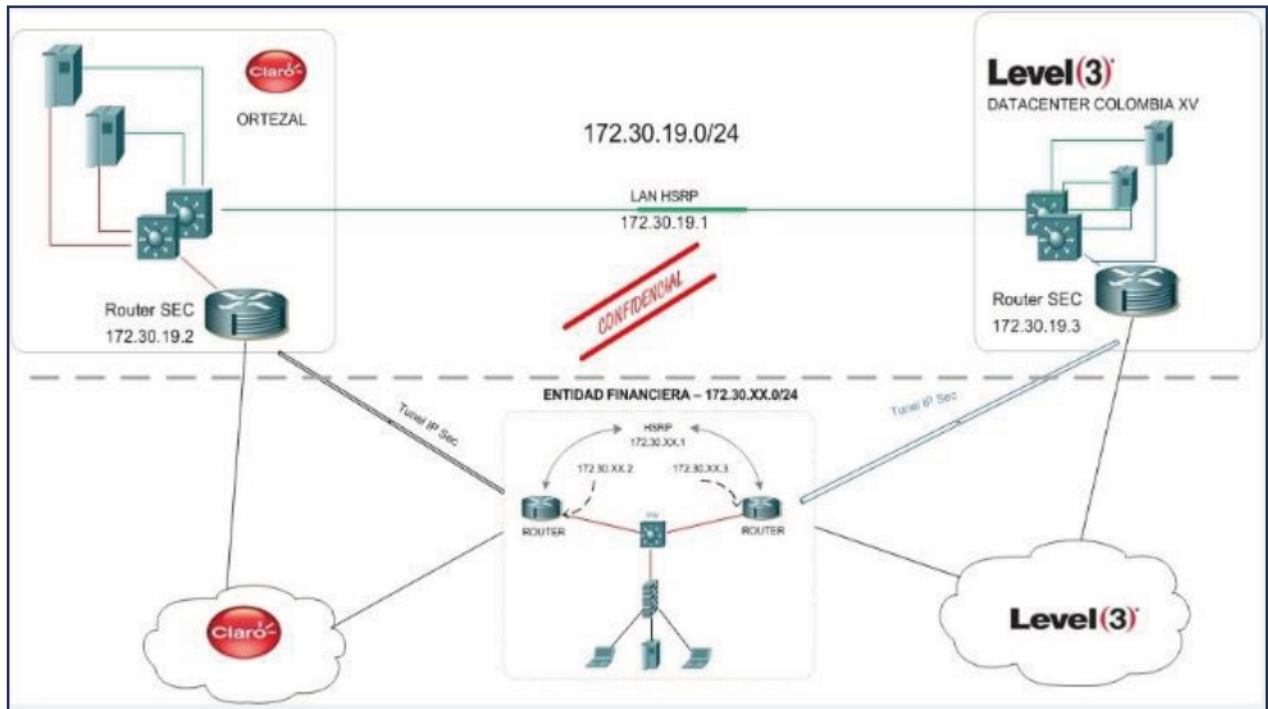 Claro
ORTEZAL
Level(3)
DATACENTER COLOMBIA XV
172.30.19.0/24
LAN HSRP
172.30.19.1
CONFIDENCIAL
Router SEC
172.30.19.2
Router SEC
172.30.19.3
ENTIDAD FINANCIERA – 172.30.XX.0/24
Tunel IP Sec
Tunel IP Sec
HSRP
172.30.XX.1
172.30.XX.2
172.30.XX.3
ROUTER
ROUTER
Claro
Level(3)